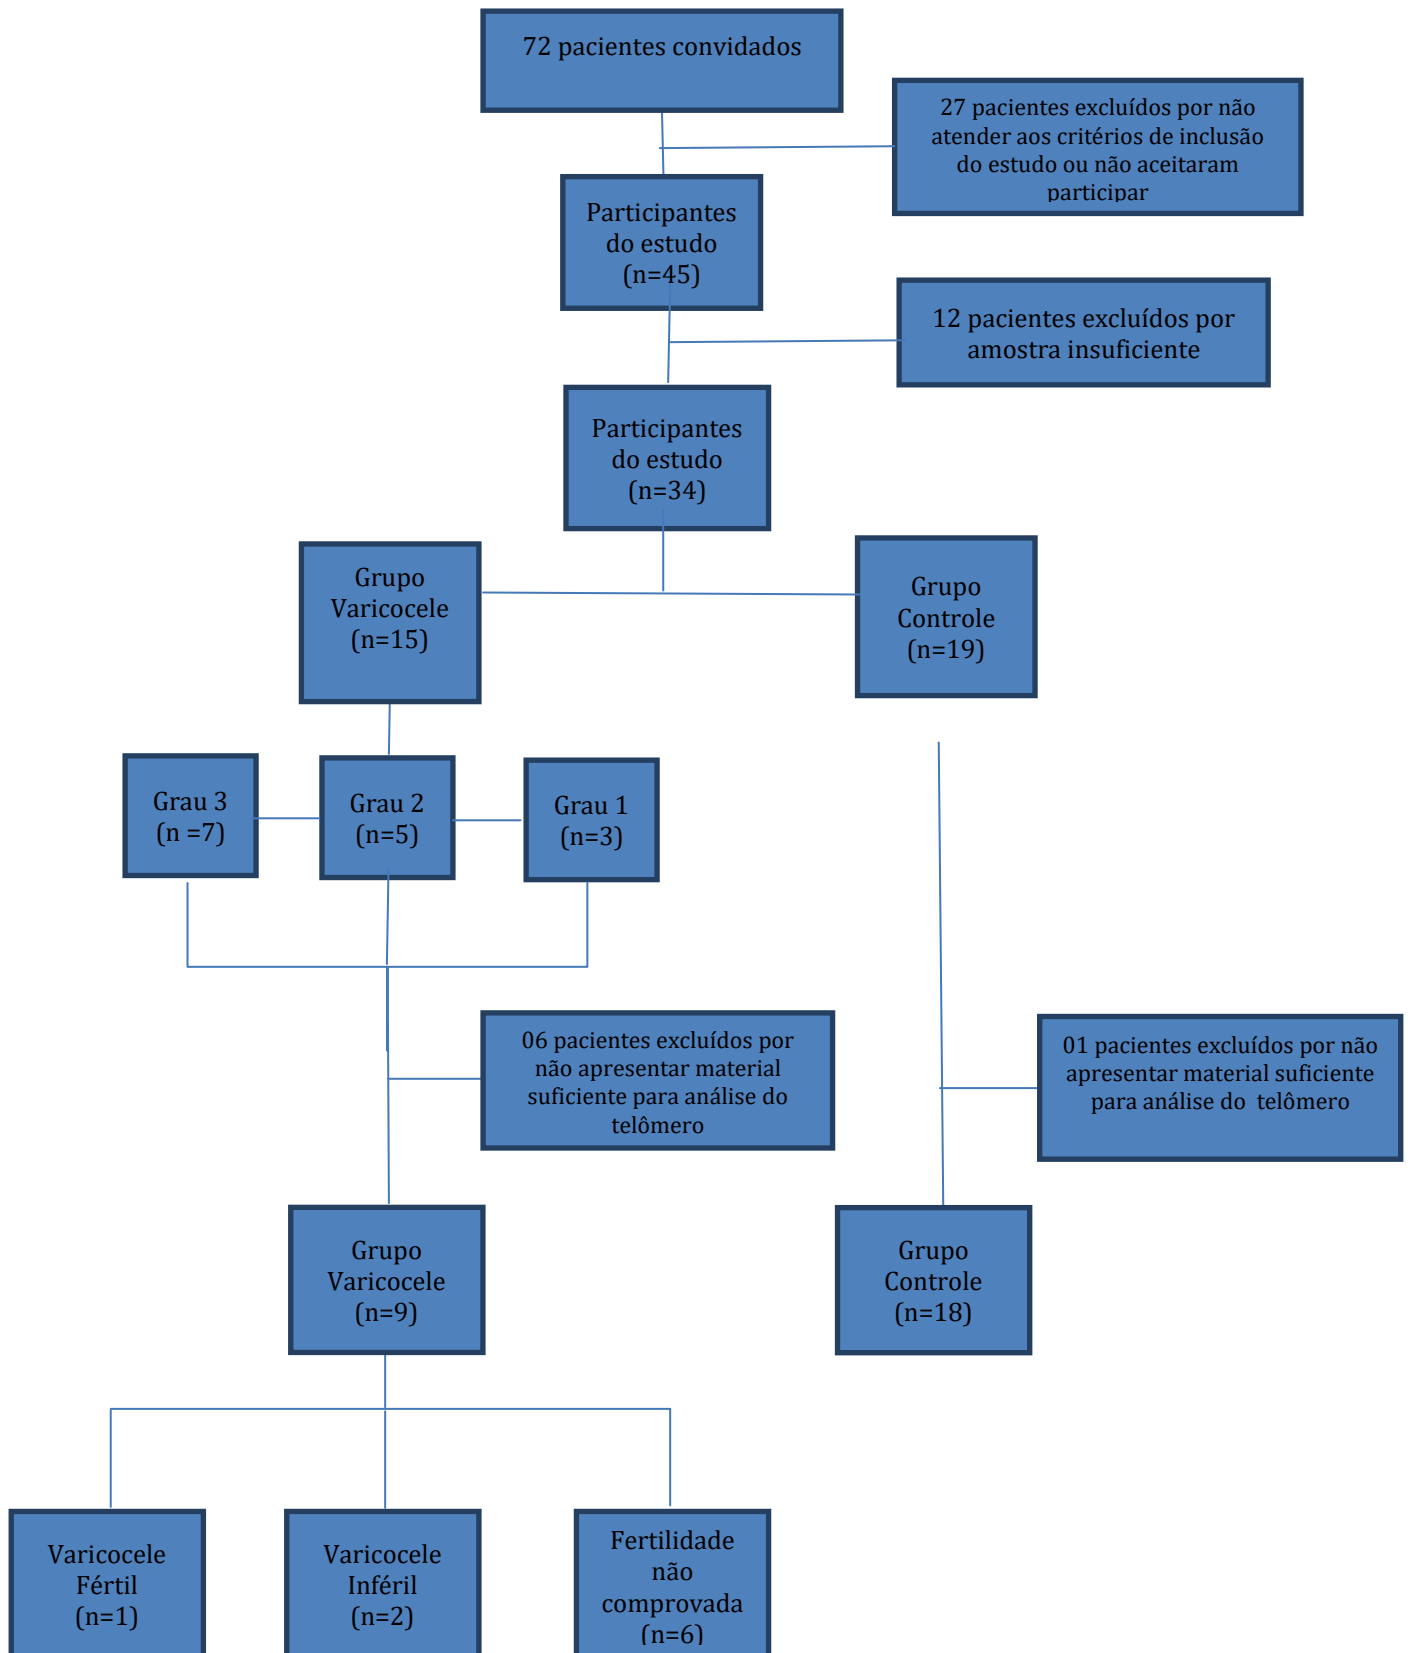 72 pacientes convidados
27 pacientes excluídos por não
atender aos critérios de inclusão
do estudo ou não aceitaram
participar
Participantes
do estudo
(n=45)
12 pacientes excluídos por
amostra insuficiente
Participantes
do estudo
(n=34)
Grupo
Varicocele
(n=15)
Grupo
Controle
(n=19)
Grau 3
(n =7)
Grau 2
(n=5)
Grau 1
(n=3)
06 pacientes excluídos por
não apresentar material
suficiente para análise do
telômero
01 pacientes excluídos por não
apresentar material suficiente
para análise do telômero
Grupo
Varicocele
(n=9)
Grupo
Controle
(n=18)
Varicocele
Fértil
(n=1)
Varicocele
Inféril
(n=2)
Fertilidade
não
comprovada
(n=6)